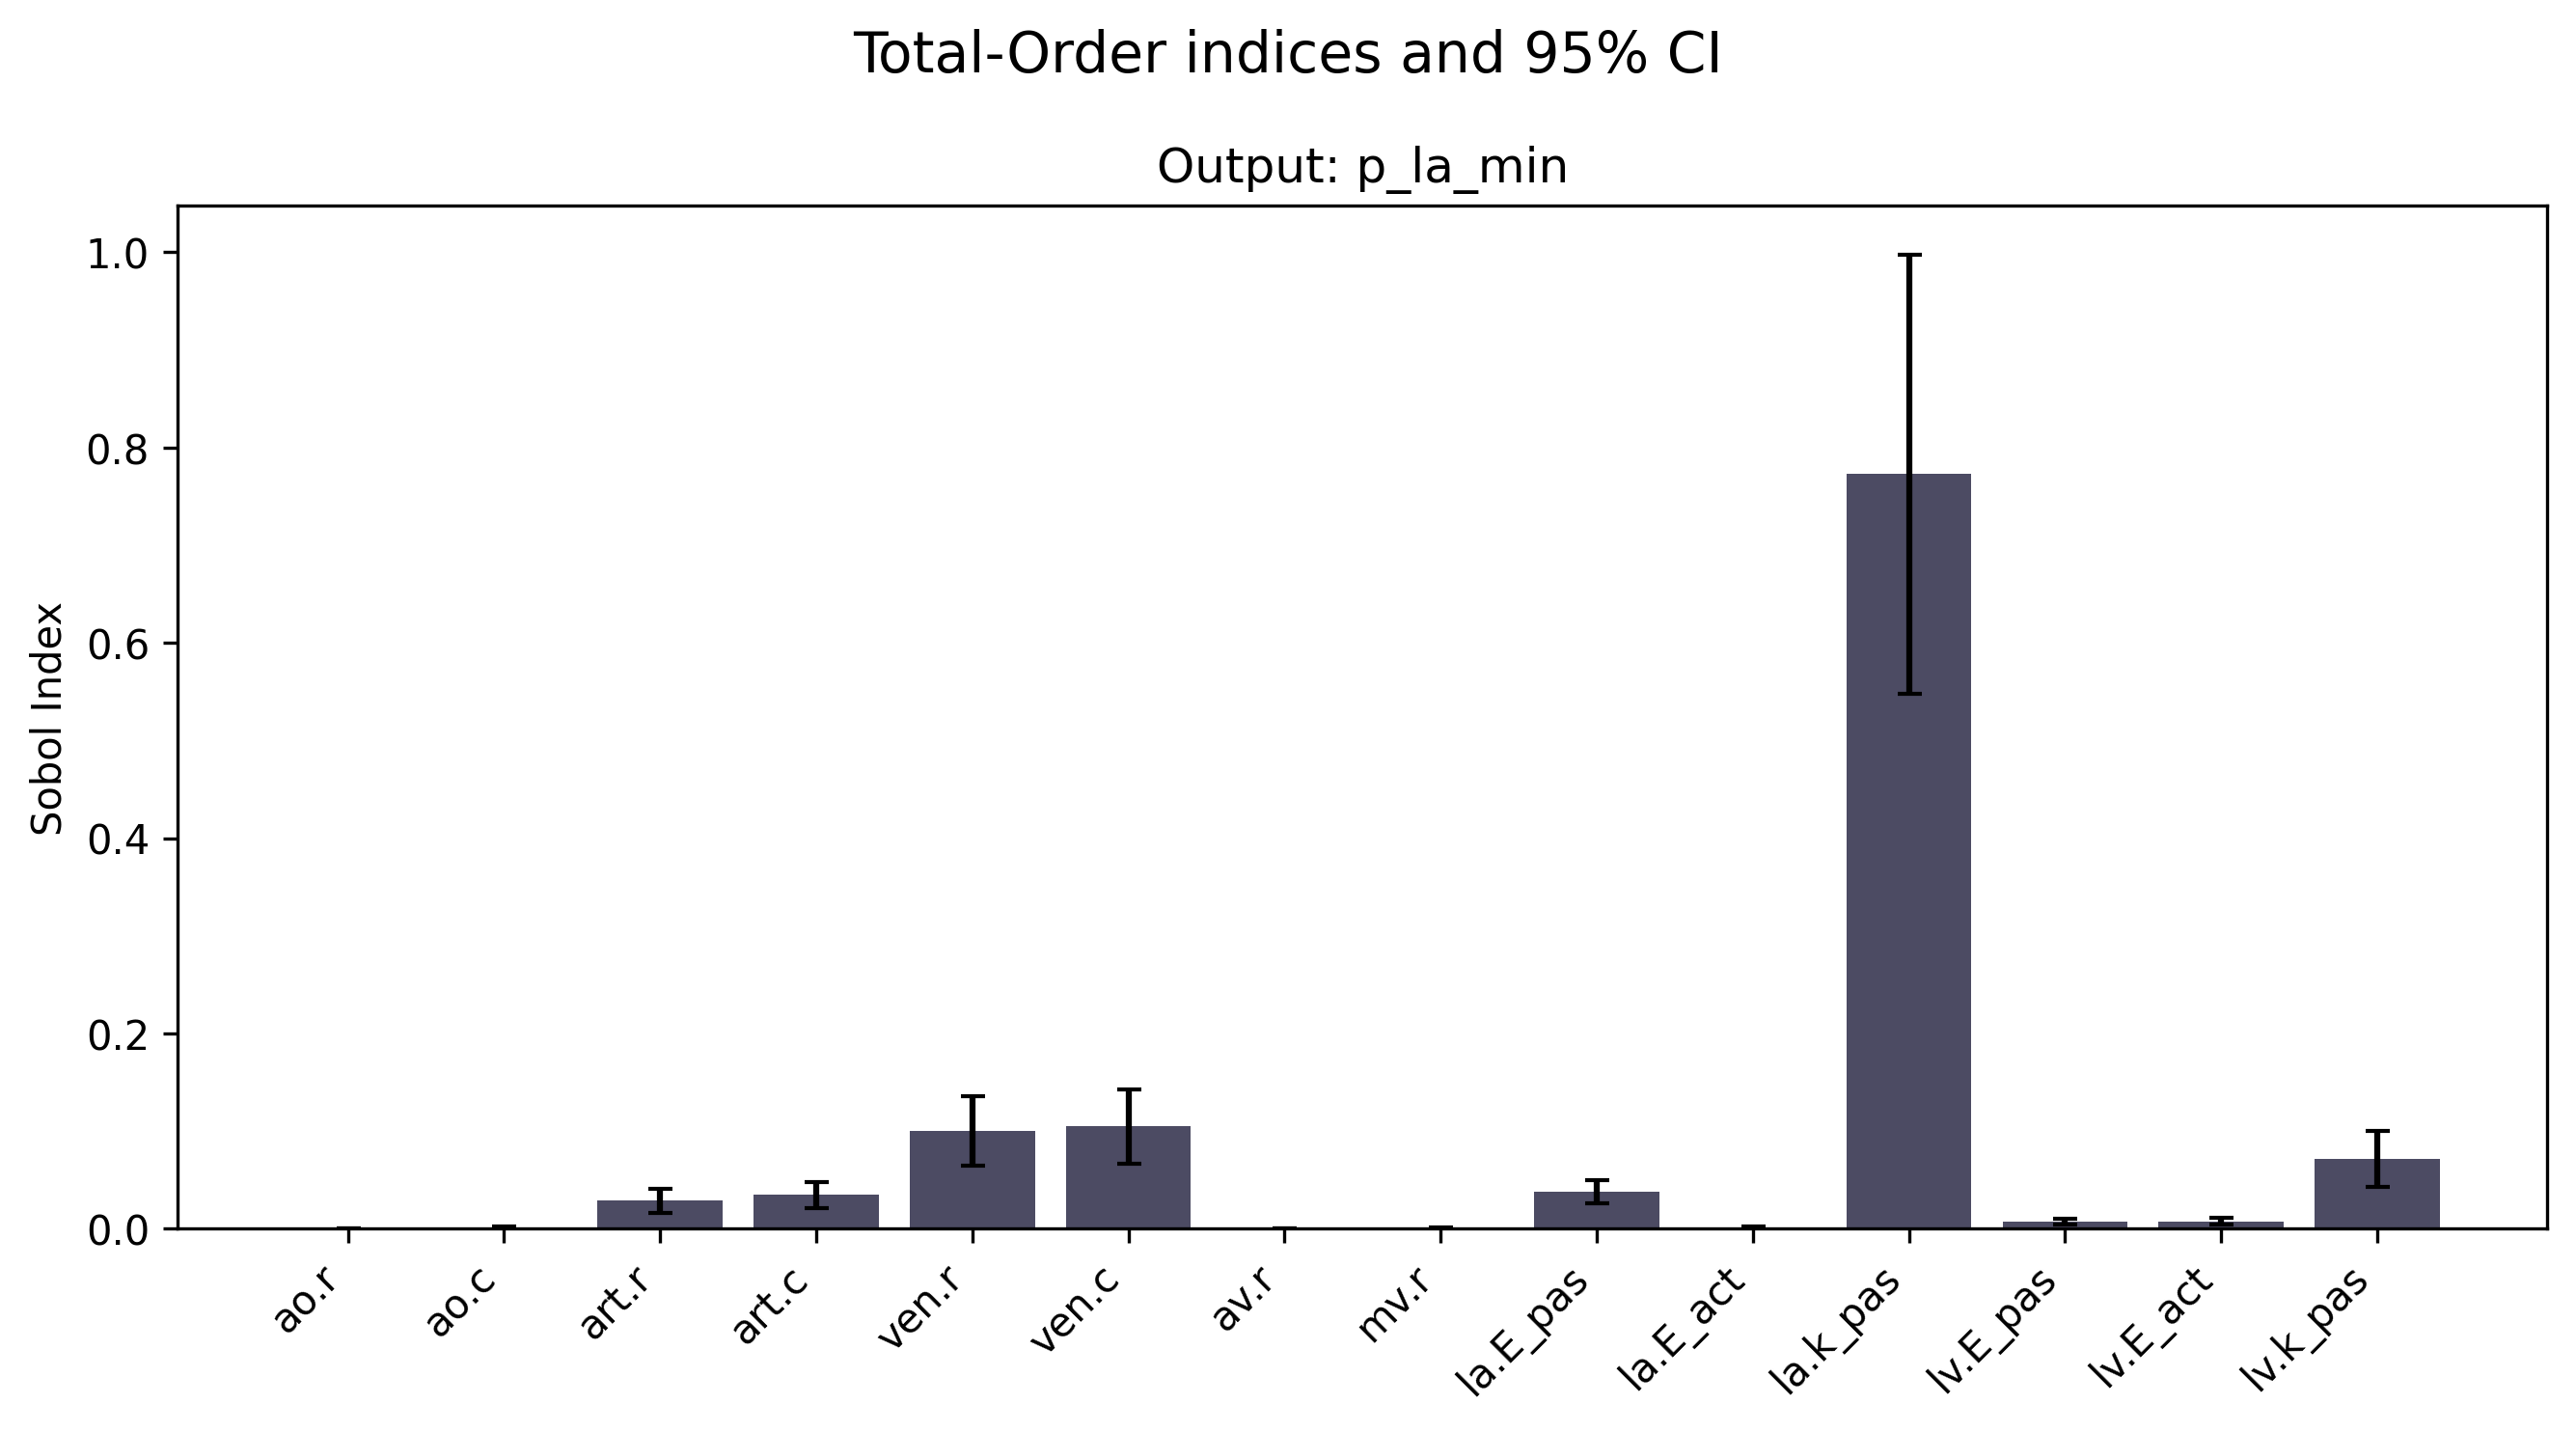 Total-Order indices and 95% CI
Output: p_la_min
Sobol Index
1.0
0.8
0.6
0.4
0.2
0.0
ao.r
ao.c
art.r
art.c
ven.r
ven.c
av.r
mv.r
la.E_pas
la.E_act
la.k_pas
lv.E_pas
lv.E_act
lv.k_pas